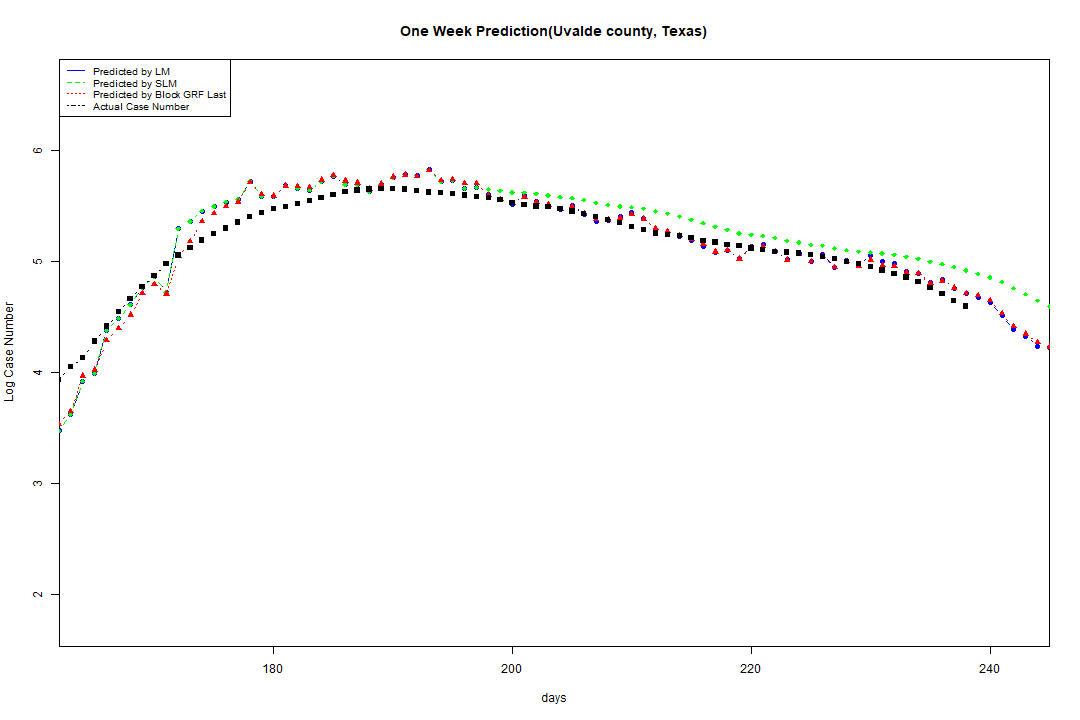 One Week Prediction(Uvalde county, Texas)
Predicted by LM
Predicted by SLM
Predicted by Block GRF Last
Actual Case Number
6
5
4
3
2
Log Case Number
180
200
220
240
days